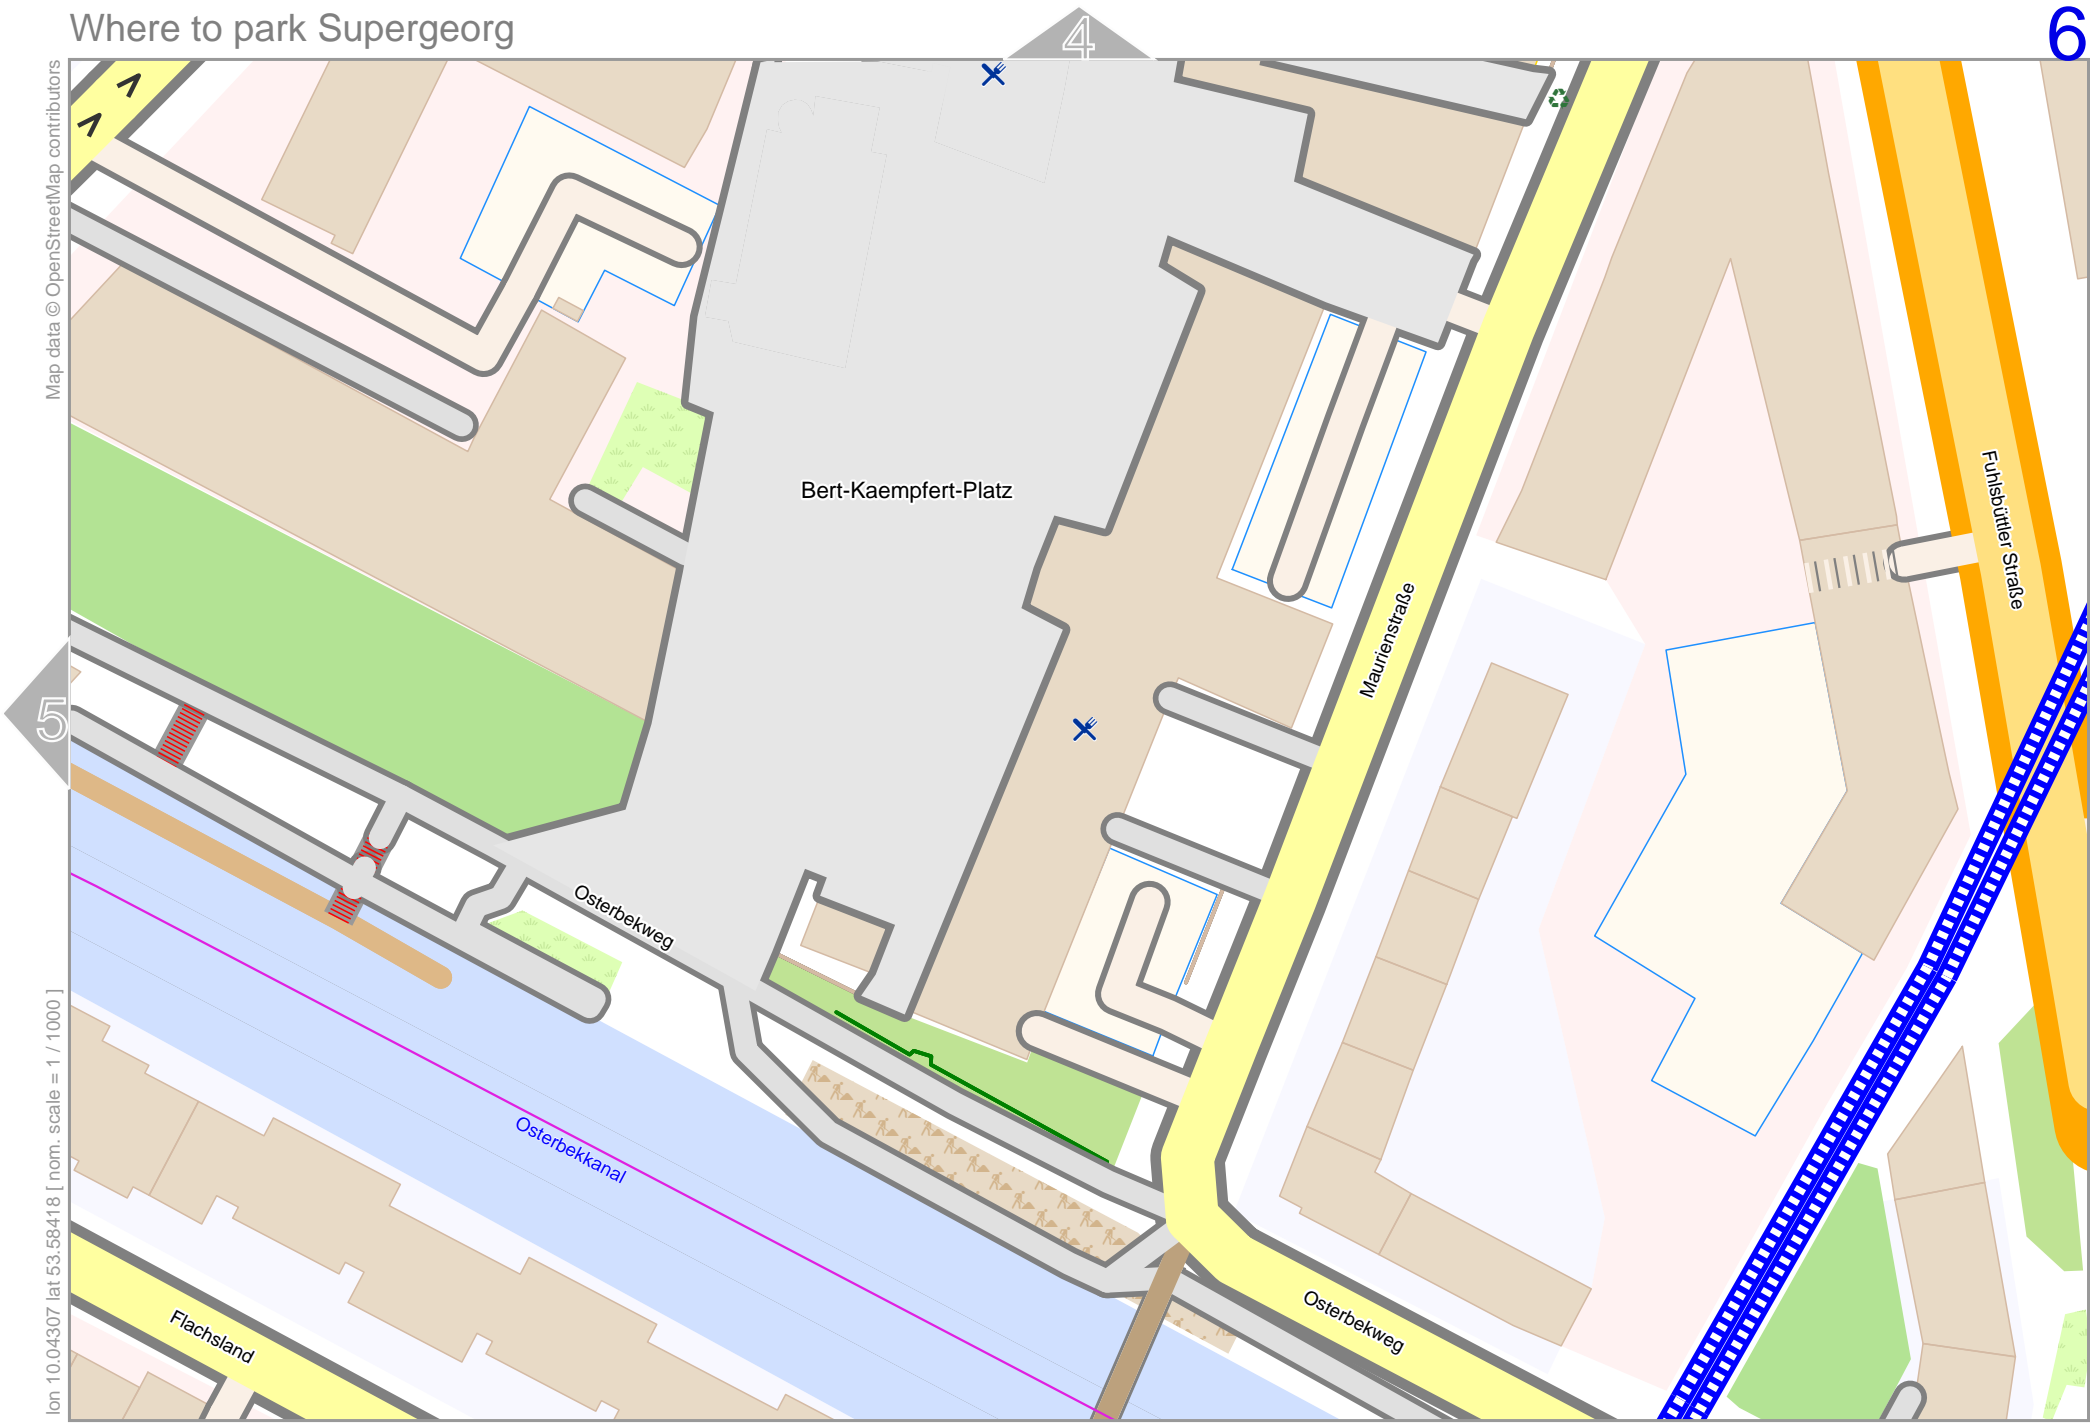 Where to park Supergeorg
4
6
Map data © OpenStreetMap contributors
Bert-Kaempfert-Platz
Fuhlsbüttler Straße
Maurienstraße
5
Osterbekweg
Osterbekkanal
Osterbekweg
Flachsland
lon 10.04307 lat 53.58418 [ nom. scale = 1 / 1000 ]